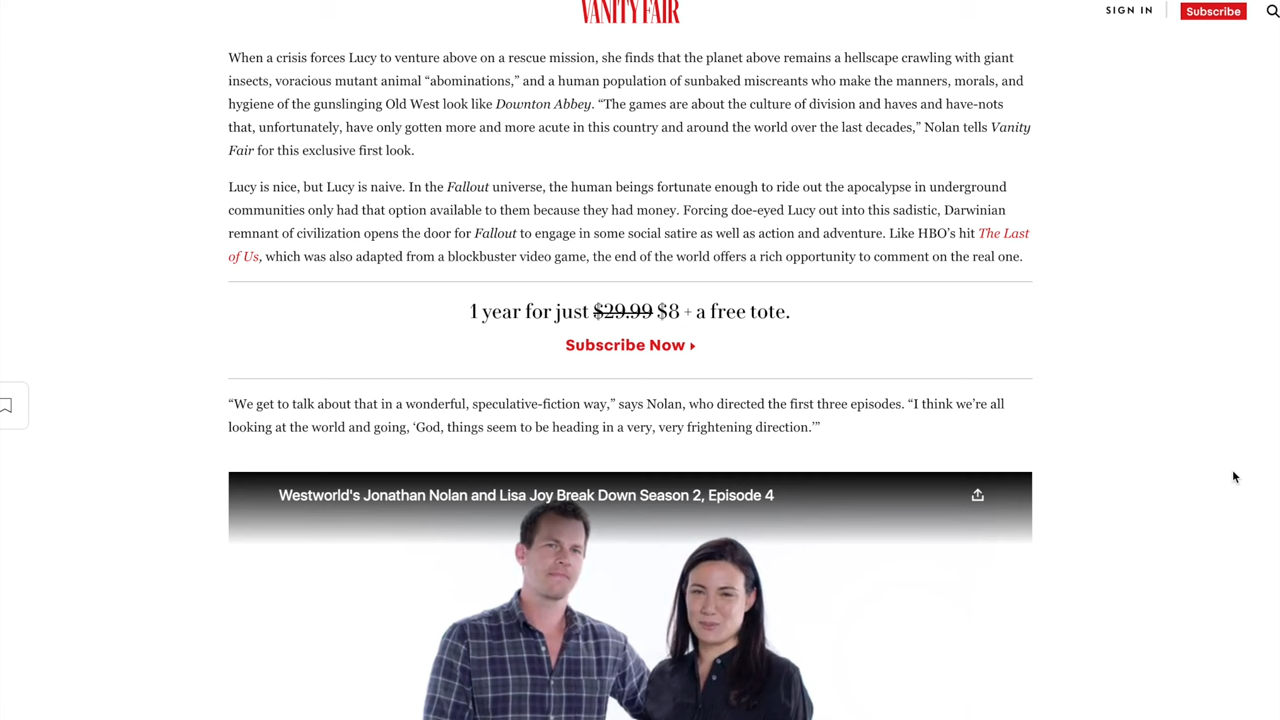 VANITY FAIR
SIGN IN
Subscribe
When a crisis forces Lucy to venture above on a rescue mission, she finds that the planet above remains a hellscape crawling with giant
insects, voracious mutant animal “abominations,” and a human population of sunbaked miscreants who make the manners, morals, and
hygiene of the gunslinging Old West look like Downton Abbey. “The games are about the culture of division and haves and have-nots
that, unfortunately, have only gotten more and more acute in this country and around the world over the last decades,” Nolan tells Vanity
Fair for this exclusive first look.
Lucy is nice, but Lucy is naive. In the Fallout universe, the human beings fortunate enough to ride out the apocalypse in underground
communities only had that option available to them because they had money. Forcing doe-eyed Lucy out into this sadistic, Darwinian
remnant of civilization opens the door for Fallout to engage in some social satire as well as action and adventure. Like HBO’s hit The Last
of Us, which was also adapted from a blockbuster video game, the end of the world offers a rich opportunity to comment on the real one.
1 year for just $29.99 $8 + a free tote.
Subscribe Now
“We get to talk about that in a wonderful, speculative-fiction way,” says Nolan, who directed the first three episodes. “I think we’re all
looking at the world and going, ‘God, things seem to be heading in a very, very frightening direction.’”
Westworld's Jonathan Nolan and Lisa Joy Break Down Season 2, Episode 4